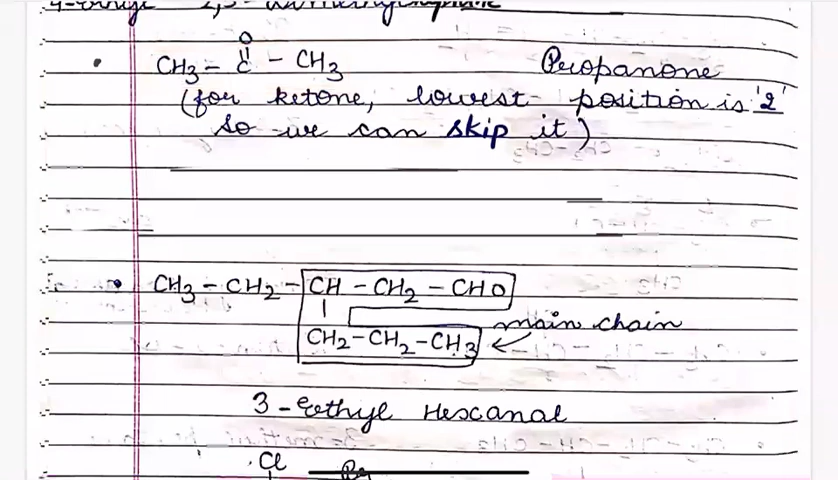 O
CH3 – C – CH3 Propanone
(for ketone, lowest position is '2'
so we can skip it)
CH3 – CH2 – CH – CH2 – CHO
main chain
CH2 – CH2 – CH3
3 – Ethyl Hexanal
Cl Br